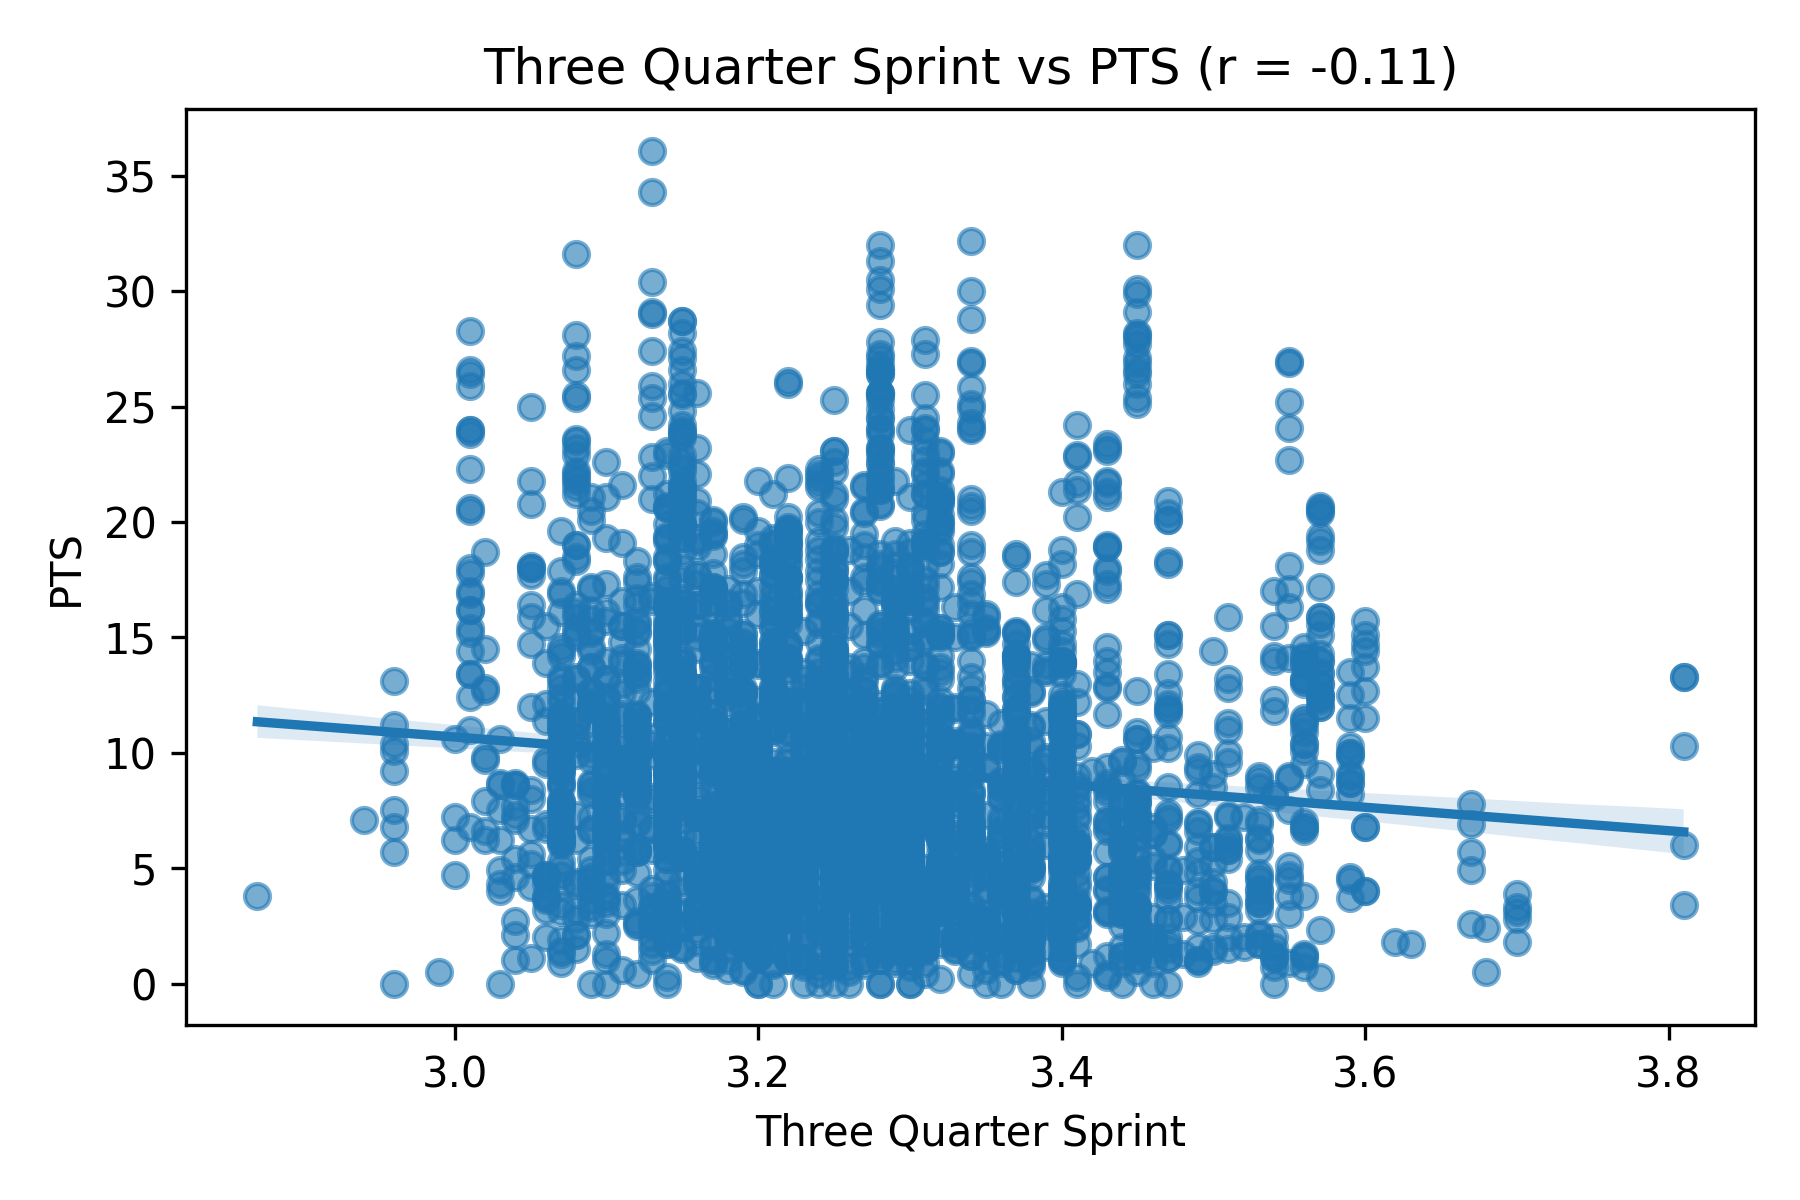 Three Quarter Sprint vs PTS (r = -0.11)
PTS
35
30
25
20
15
10
5
0
3.0 3.2 3.4 3.6 3.8
Three Quarter Sprint